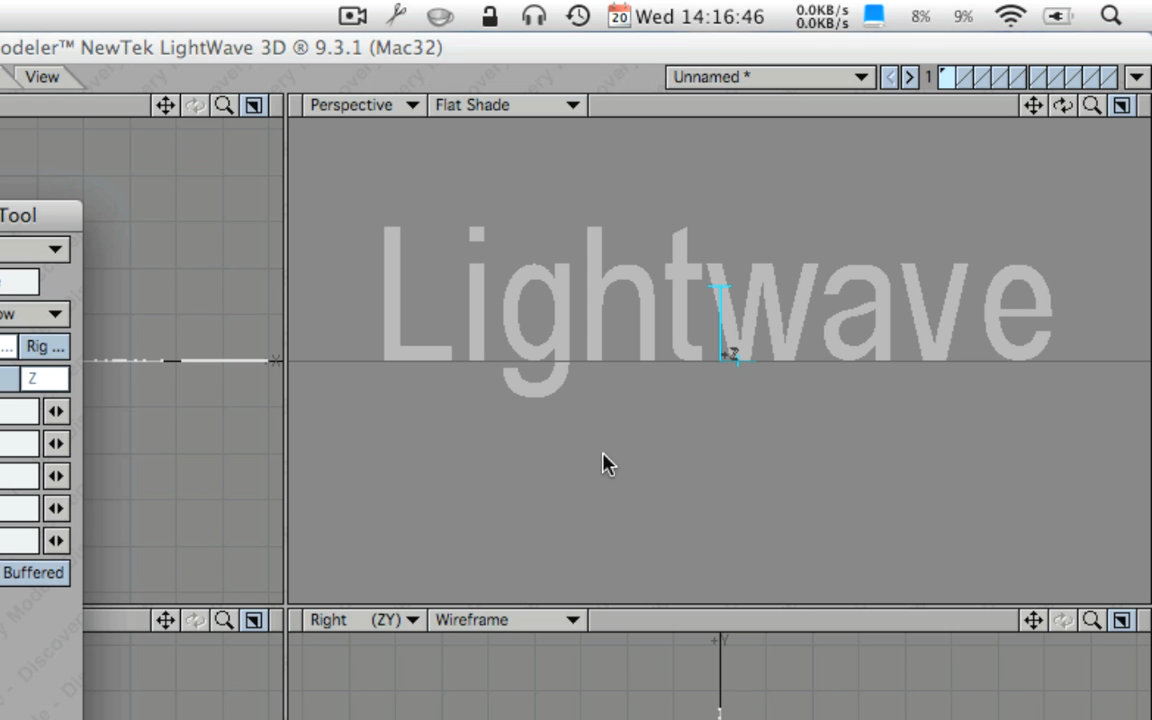 20 Wed 14:16:46 0.0KB/s 8% 9%
0.0KB/s
odeler™ NewTek LightWave 3D ® 9.3.1 (Mac32)
View Unnamed * 1
Perspective Flat Shade
Tool
Lightwave
ow
... Rig ...
Z
X
+Z
Buffered
Right (ZY) Wireframe
+Y